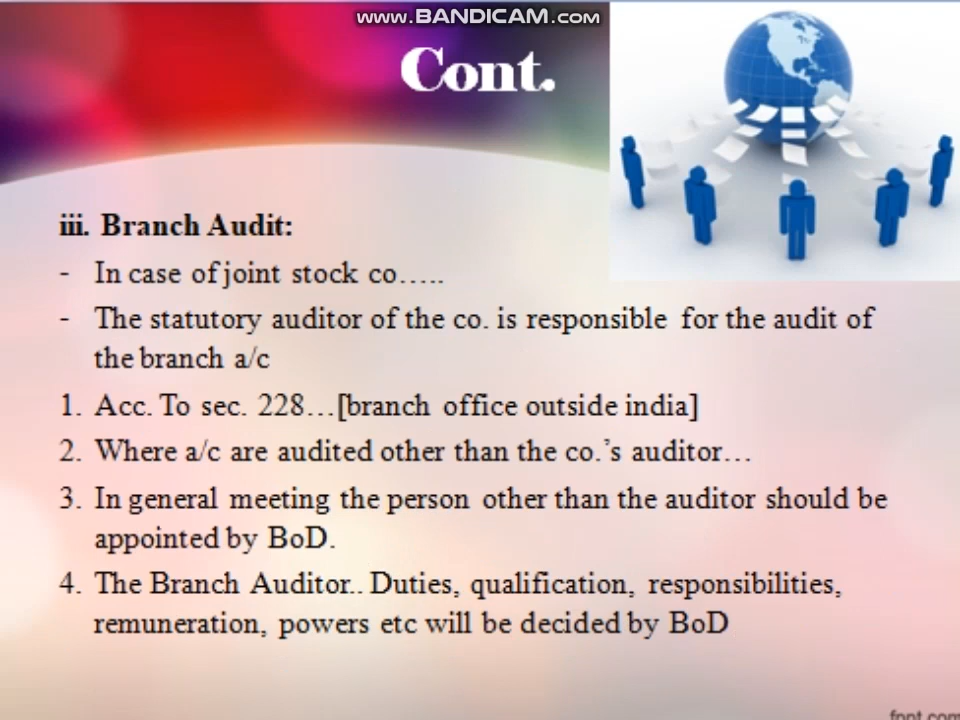 www.BANDICAM.com
Cont.
iii. Branch Audit:
- In case of joint stock co…..
- The statutory auditor of the co. is responsible for the audit of
the branch a/c
1. Acc. To sec. 228…[branch office outside india]
2. Where a/c are audited other than the co.’s auditor…
3. In general meeting the person other than the auditor should be
appointed by BoD.
4. The Branch Auditor.. Duties, qualification, responsibilities,
remuneration, powers etc will be decided by BoD